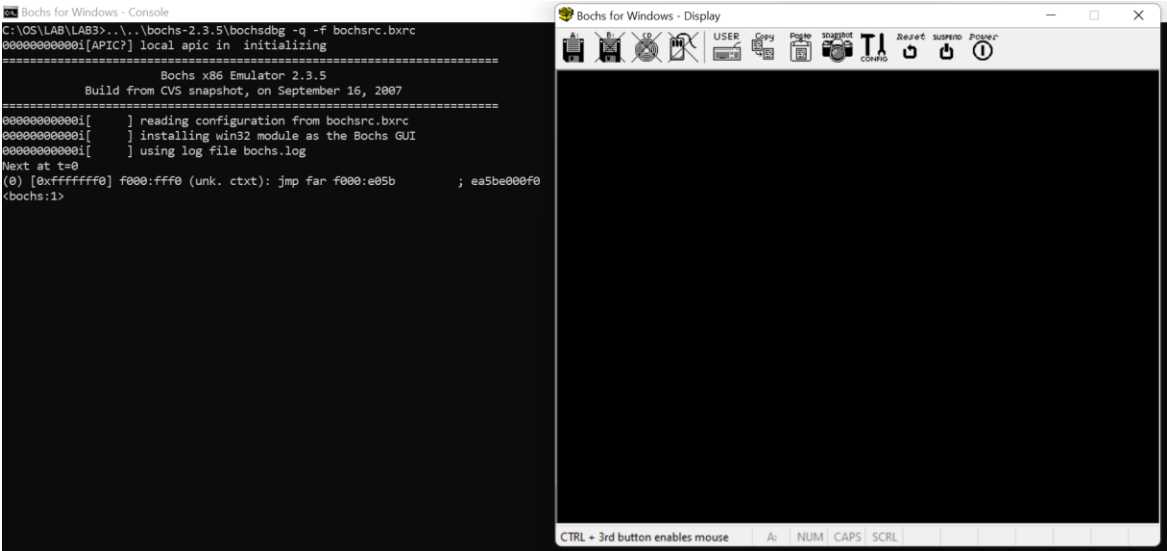 Bochs for Windows - Console
C:\OS\LAB\LAB3>..\..\bochs-2.3.5\bochsdbg -q -f bochsrc.bxrc
00000000000i[APIC?] local apic in  initializing
========================================================================
Bochs x86 Emulator 2.3.5
Build from CVS snapshot, on September 16, 2007
========================================================================
00000000000i[     ] reading configuration from bochsrc.bxrc
00000000000i[     ] installing win32 module as the Bochs GUI
00000000000i[     ] using log file bochs.log
Next at t=0
(0) [0xfffffff0] f000:fff0 (unk. ctxt): jmp far f000:e05b          ; ea5be000f0
<bochs:1>
Bochs for Windows - Display
A: B: CD USER Copy Paste snapshot CONFIG Reset SUSPEND Power
CTRL + 3rd button enables mouse A: NUM CAPS SCRL